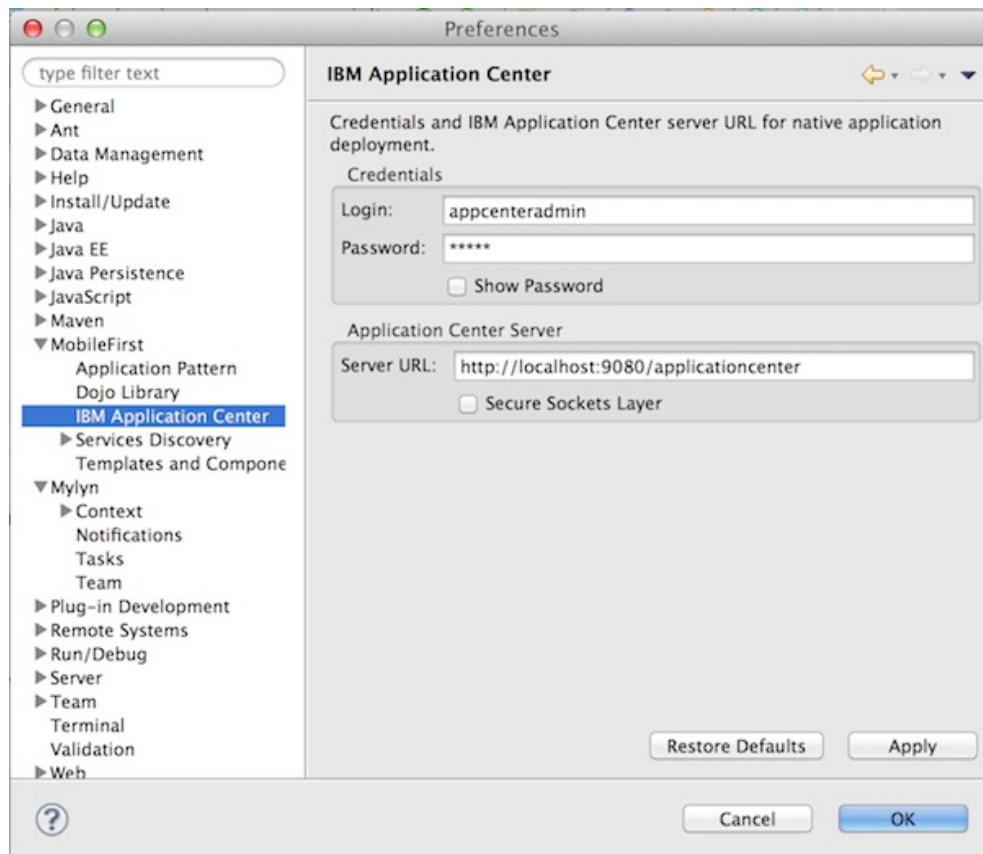 Preferences
type filter text
General
Ant
Data Management
Help
Install/Update
Java
Java EE
Java Persistence
JavaScript
Maven
MobileFirst
Application Pattern
Dojo Library
IBM Application Center
Services Discovery
Templates and Compone
Mylyn
Context
Notifications
Tasks
Team
Plug-in Development
Remote Systems
Run/Debug
Server
Team
Terminal
Validation
Web
IBM Application Center
Credentials and IBM Application Center server URL for native application
deployment.
Credentials
Login: appcenteradmin
Password: *****
Show Password
Application Center Server
Server URL: http://localhost:9080/applicationcenter
Secure Sockets Layer
Restore Defaults Apply
? Cancel OK